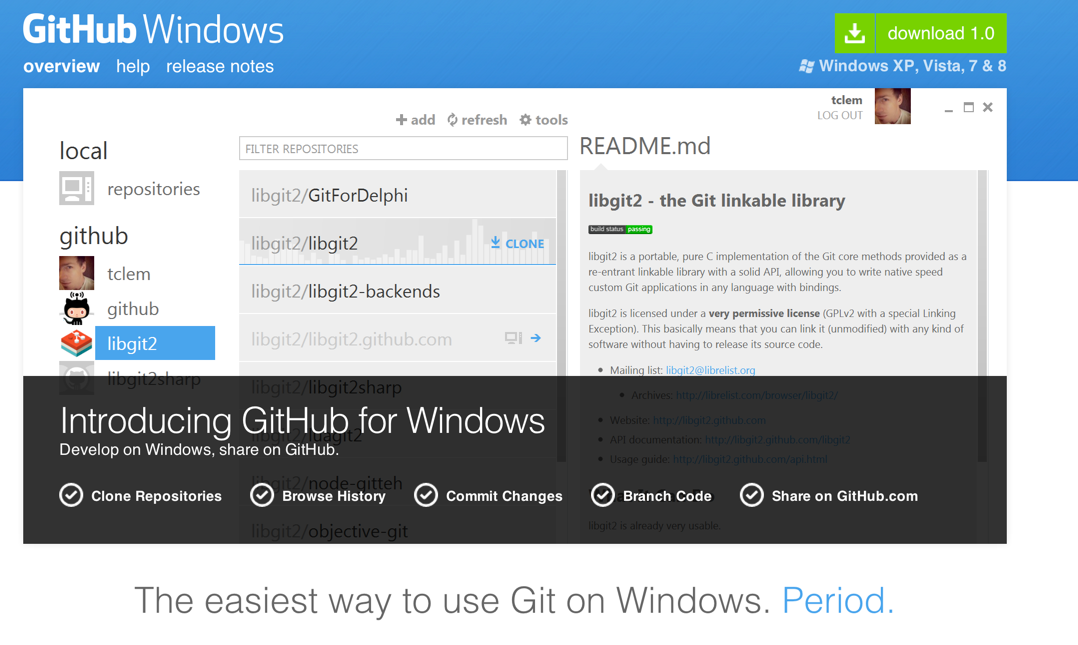 GitHub Windows
download 1.0
overview help release notes
Windows XP, Vista, 7 & 8
tclem
LOG OUT
add refresh tools
local
repositories
github
tclem
github
libgit2
libgit2sharp
FILTER REPOSITORIES
libgit2/GitForDelphi
libgit2/libgit2
CLONE
libgit2/libgit2-backends
libgit2/libgit2.github.com
libgit2/libgit2sharp
libgit2/luagit2
libgit2/node-gitteh
libgit2/objective-git
README.md
libgit2 - the Git linkable library
build status passing
libgit2 is a portable, pure C implementation of the Git core methods provided as a
re-entrant linkable library with a solid API, allowing you to write native speed
custom Git applications in any language with bindings.
libgit2 is licensed under a very permissive license (GPLv2 with a special Linking
Exception). This basically means that you can link it (unmodified) with any kind of
software without having to release its source code.
Mailing list: libgit2@librelist.org
Archives: http://librelist.com/browser/libgit2/
Website: http://libgit2.github.com
API documentation: http://libgit2.github.com/libgit2
Usage guide: http://libgit2.github.com/api.html
libgit2 is already very usable.
Introducing GitHub for Windows
Develop on Windows, share on GitHub.
Clone Repositories
Browse History
Commit Changes
Branch Code
Share on GitHub.com
The easiest way to use Git on Windows. Period.